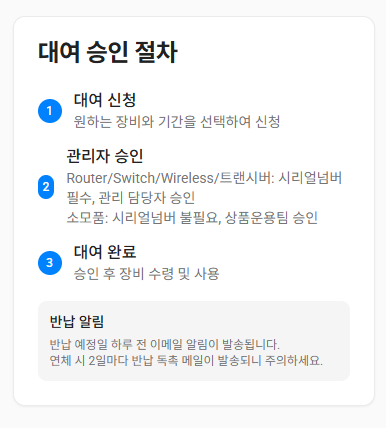 대여 승인 절차
1
대여 신청
원하는 장비와 기간을 선택하여 신청
2
관리자 승인
Router/Switch/Wireless/트랜시버: 시리얼넘버
필수, 관리 담당자 승인
소모품: 시리얼넘버 불필요, 상품운용팀 승인
3
대여 완료
승인 후 장비 수령 및 사용
반납 알림
반납 예정일 하루 전 이메일 알림이 발송됩니다.
연체 시 2일마다 반납 독촉 메일이 발송되니 주의하세요.